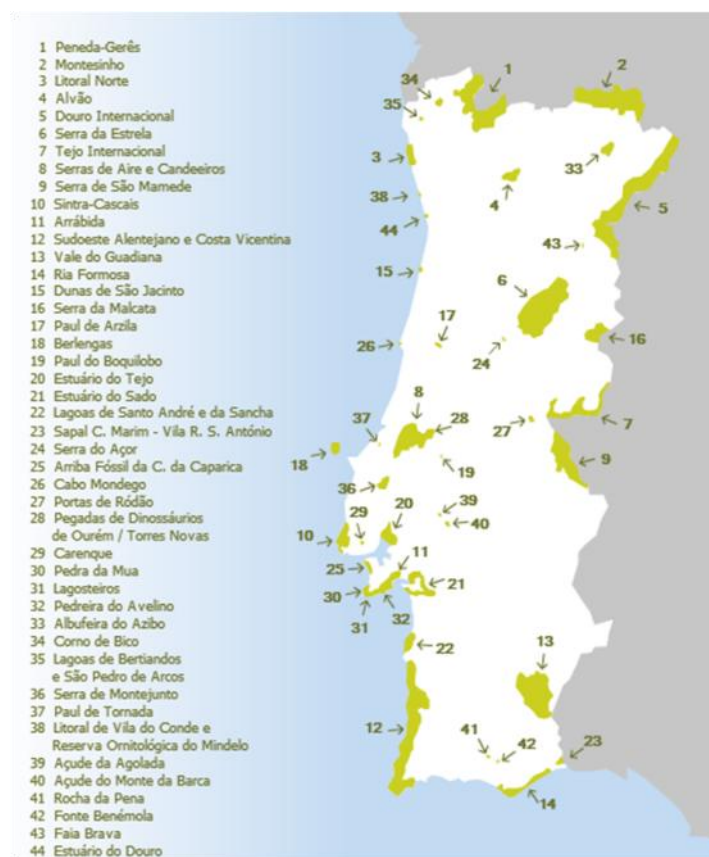 1 Peneda-Gerês
2 Montesinho
3 Litoral Norte
4 Alvão
5 Douro Internacional
6 Serra da Estrela
7 Tejo Internacional
8 Serras de Aire e Candeeiros
9 Serra de São Mamede
10 Sintra-Cascais
11 Arrábida
12 Sudoeste Alentejano e Costa Vicentina
13 Vale do Guadiana
14 Ria Formosa
15 Dunas de São Jacinto
16 Serra da Malcata
17 Paul de Arzila
18 Berlengas
19 Paul do Boquilobo
20 Estuário do Tejo
21 Estuário do Sado
22 Lagoas de Santo André e da Sancha
23 Sapal C. Marim - Vila R. S. António
24 Serra do Açor
25 Arriba Fóssil da C. da Caparica
26 Cabo Mondego
27 Portas de Ródão
28 Pegadas de Dinossáurios
de Ourém / Torres Novas
29 Carenque
30 Pedra da Mua
31 Lagosteiros
32 Pedreira do Avelino
33 Albufeira do Azibo
34 Corno de Bico
35 Lagoas de Bertiandos
e São Pedro de Arcos
36 Serra de Montejunto
37 Paul de Tornada
38 Litoral de Vila do Conde e
Reserva Ornitológica do Mindelo
39 Açude da Agolada
40 Açude do Monte da Barca
41 Rocha da Pena
42 Fonte Benémola
43 Faia Brava
44 Estuário do Douro
34
1
2
35
3
33
38
4
5
44
43
15
6
17
26
24
16
8
37
28
27
7
18
19
9
36
39
29
20
40
10
11
25
21
30
32
31
22
13
12
41
42
23
14